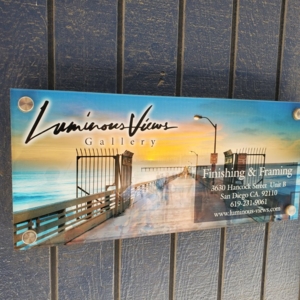 Luminous Views
Gallery
Finishing & Framing
3630 Hancock Street Unit B
San Diego CA. 92110
619-231-9061
www.luminous-views.com